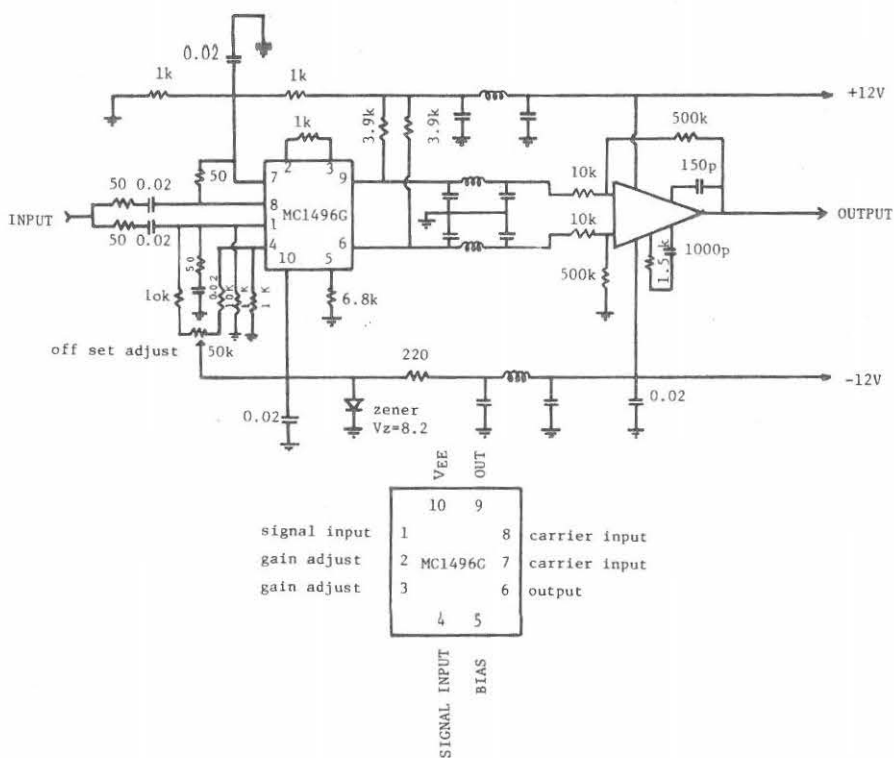 0.02
1k
1k
+12V
1k
3.9k
3.9k
500k
150p
50
2
3
7
9
10k
50
0.02
8
MC1496G
INPUT
1
10k
OUTPUT
50
0.02
4
6
10
5
1000p
1.5k
50
10k
0.02
10K
1K
1K
6.8k
500k
off set adjust
50k
220
-12V
0.02
zener
Vz=8.2
0.02
VEE
OUT
10
9
signal input
1
8
carrier input
gain adjust
2
MC1496G
7
carrier input
gain adjust
3
6
output
4
5
SIGNAL INPUT
BIAS